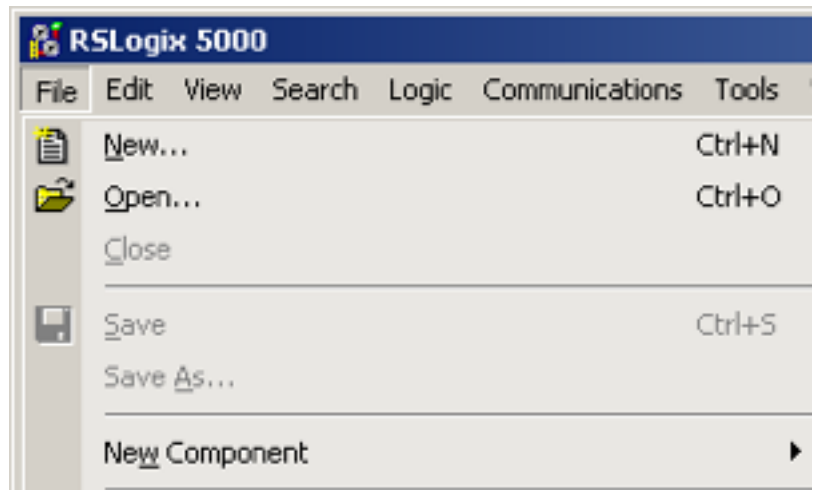 RSLogix 5000
File Edit View Search Logic Communications Tools
New... Ctrl+N
Open... Ctrl+O
Close
Save Ctrl+S
Save As...
New Component